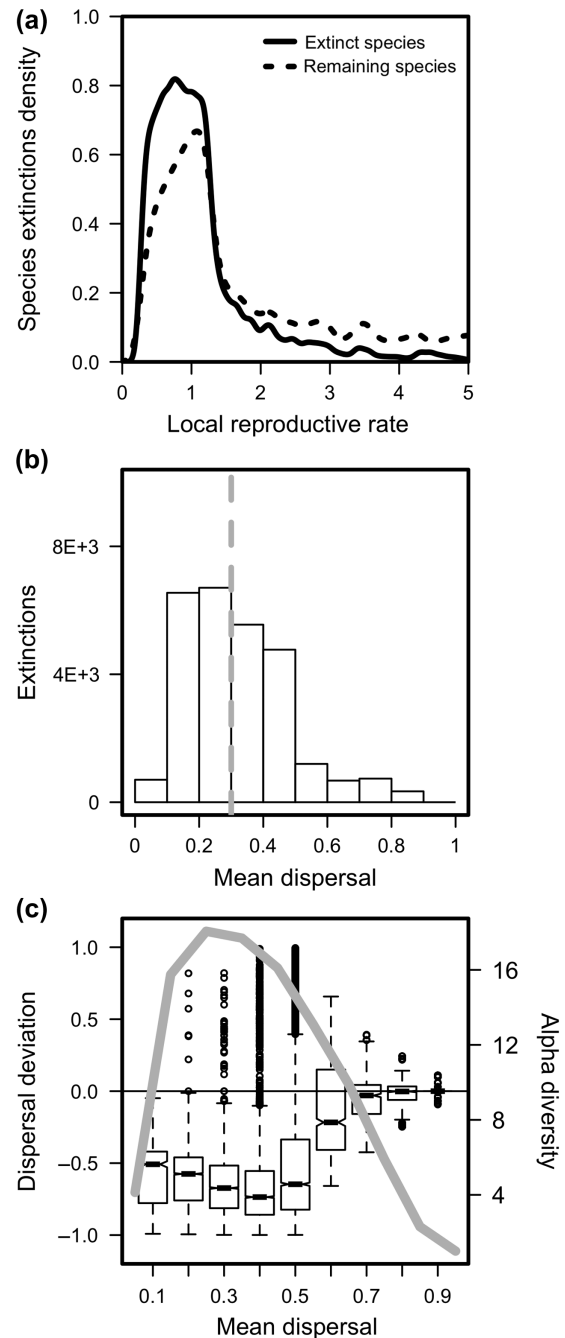 (a)
1.0
0.8
0.6
0.4
0.2
0.0
Species extinctions density
Extinct species
Remaining species
0 1 2 3 4 5
Local reproductive rate
(b)
8E+3
4E+3
0
Extinctions
0 0.2 0.4 0.6 0.8 1
Mean dispersal
(c)
1.0
0.5
0.0
–0.5
–1.0
Dispersal deviation
16
12
8
4
Alpha diversity
0.1 0.3 0.5 0.7 0.9
Mean dispersal